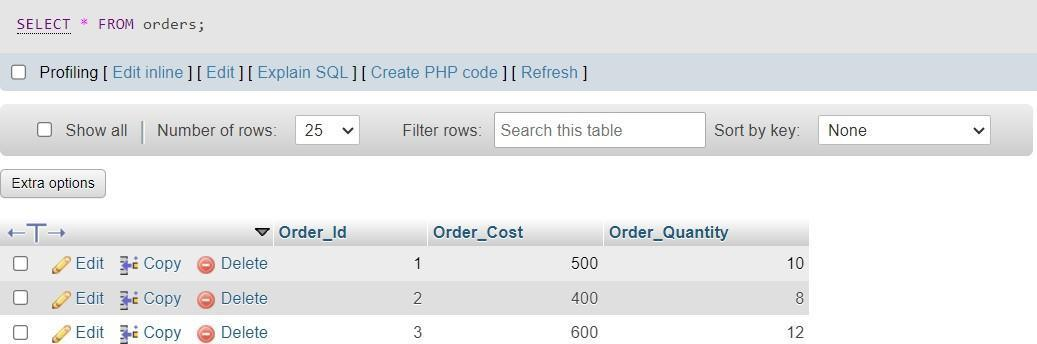 SELECT * FROM orders;
Profiling [ Edit inline ] [ Edit ] [ Explain SQL ] [ Create PHP code ] [ Refresh ]
Show all Number of rows: 25 Filter rows: Search this table Sort by key: None
Extra options
←T→ Order_Id Order_Cost Order_Quantity
Edit Copy Delete 1 500 10
Edit Copy Delete 2 400 8
Edit Copy Delete 3 600 12